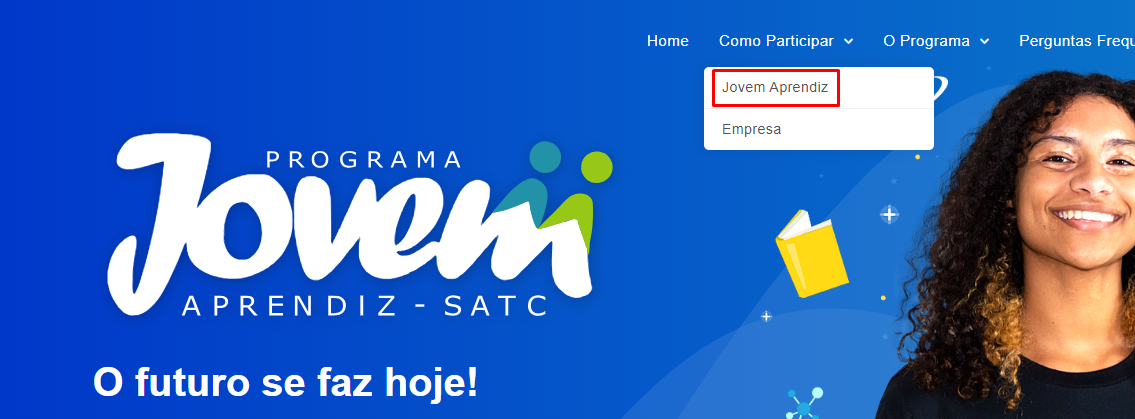 Home Como Participar O Programa Perguntas Frequ
Jovem Aprendiz
Empresa
PROGRAMA
Jovem
APRENDIZ - SATC
O futuro se faz hoje!